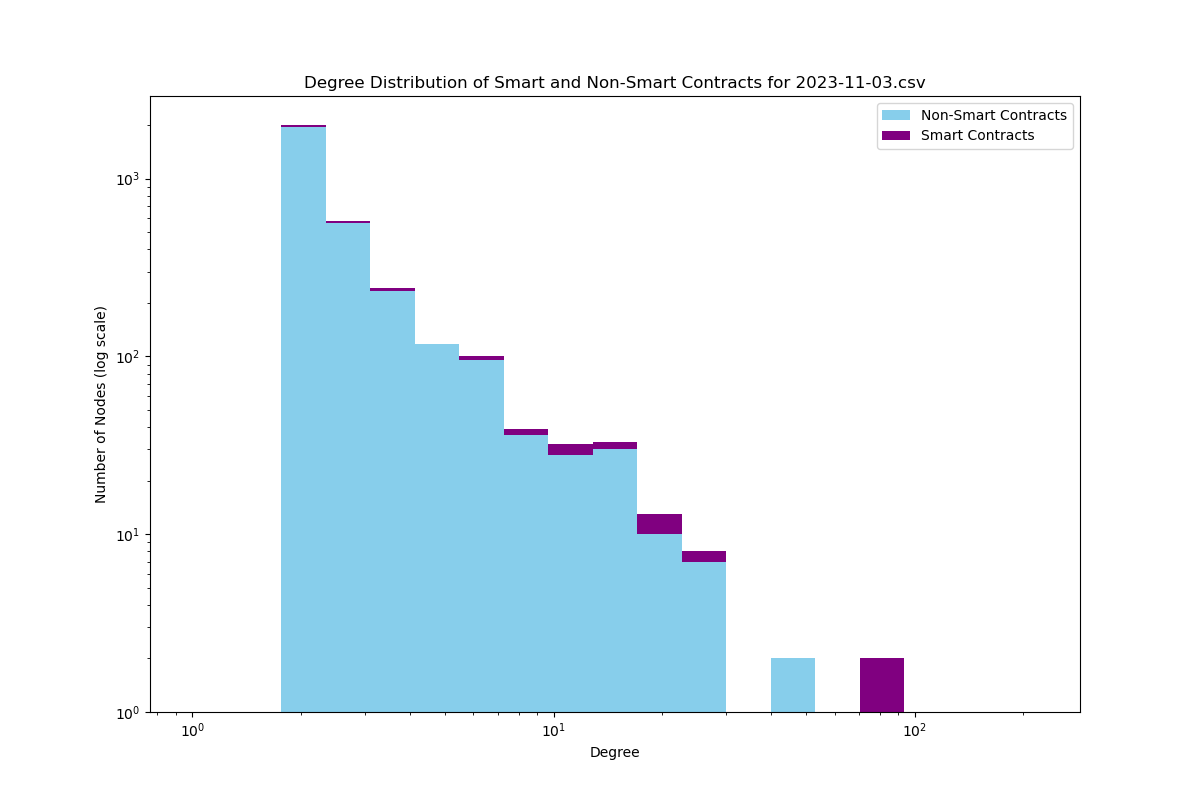 Degree Distribution of Smart and Non-Smart Contracts for 2023-11-03.csv
Non-Smart Contracts
Smart Contracts
Number of Nodes (log scale)
10³
10²
10¹
10⁰
10⁰ 10¹ 10²
Degree